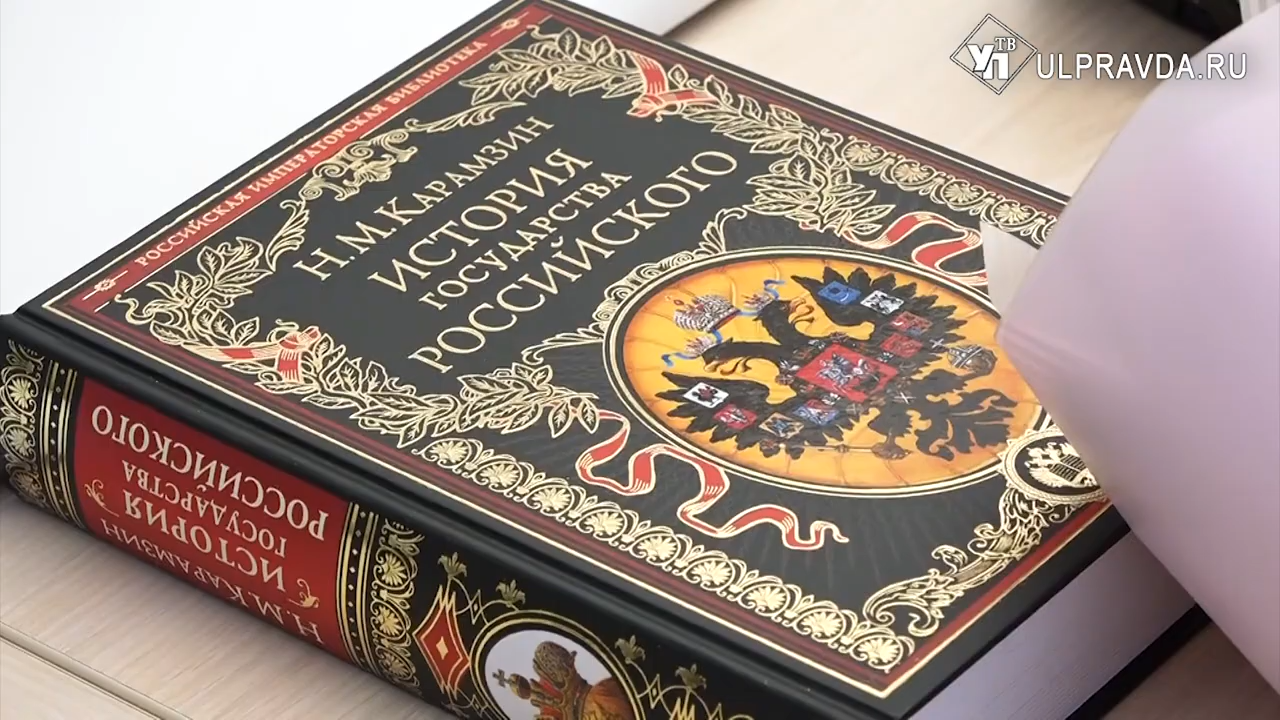 УП ТВ ULPRAVDA.RU
РОССИЙСКАЯ ИМПЕРАТОРСКАЯ БИБЛИОТЕКА
Н.М.КАРАМЗИН
ИСТОРИЯ
ГОСУДАРСТВА
РОССИЙСКОГО
Н.М.КАРАМЗИН
ИСТОРИЯ
ГОСУДАРСТВА
РОССИЙСКОГО